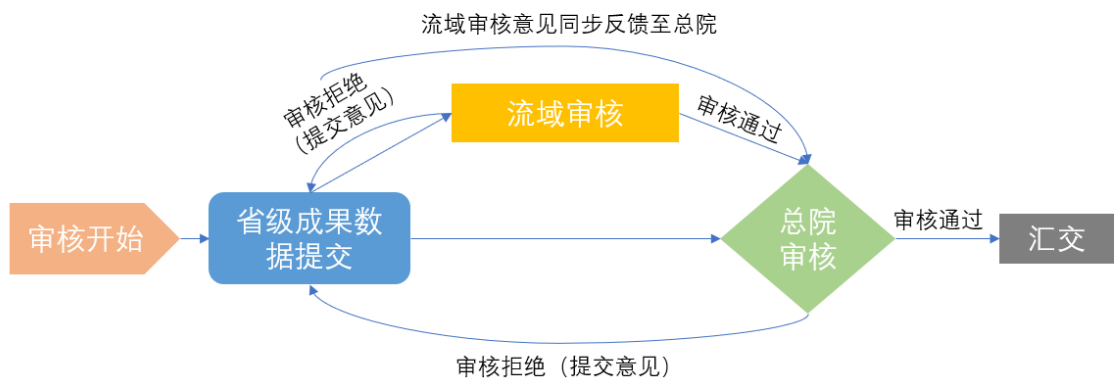 流域审核意见同步反馈至总院
审核拒绝
（提交意见）
流域审核
审核通过
审核开始
省级成果数
据提交
总院
审核
审核通过
汇交
审核拒绝（提交意见）